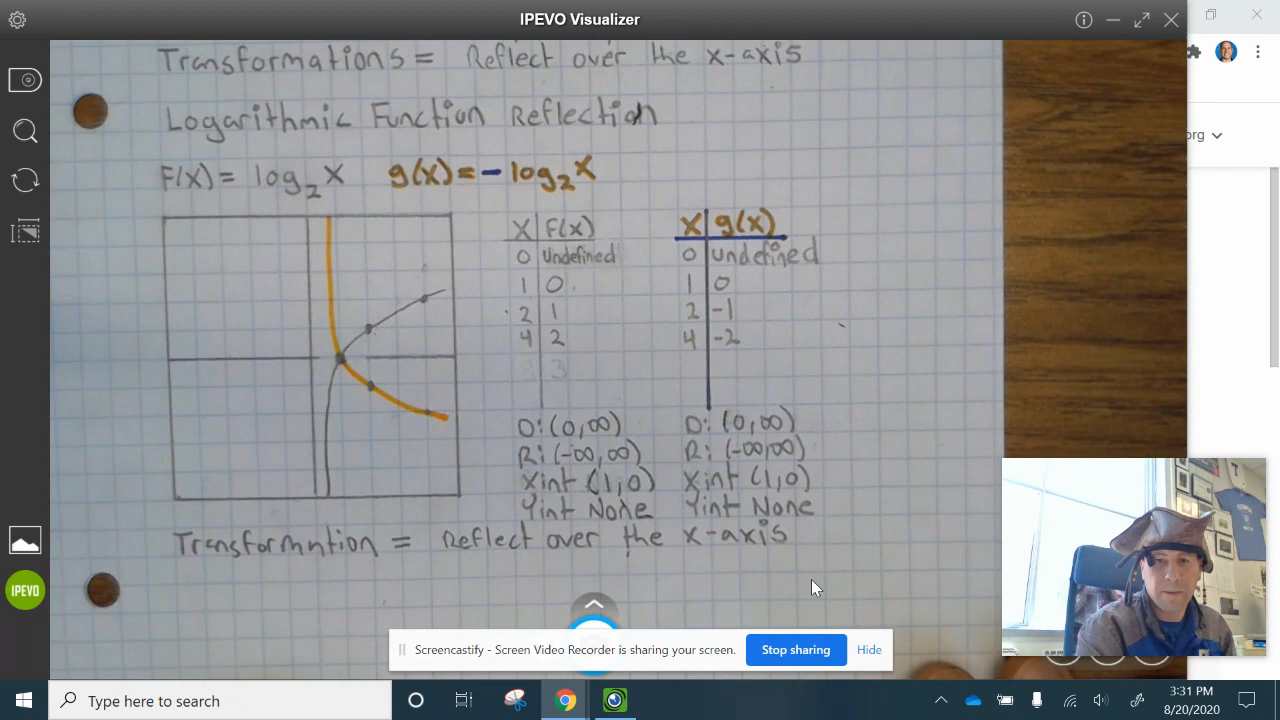 IPEVO Visualizer
Transformations = Reflect over the x-axis
Logarithmic Function Reflection
org
F(x) = log₂ x g(x) = - log₂ x
X F(x) X g(x)
0 Undefined 0 undefined
1 0 1 0
2 1 2 -1
4 2 4 -2
3 3
D: (0,∞) D: (0,∞)
R: (-∞,∞) R: (-∞,∞)
Xint (1,0) Xint (1,0)
Yint None Yint None
Transformation = Reflect over the x-axis
IPEVO
Screencastify - Screen Video Recorder is sharing your screen. Stop sharing Hide
Type here to search
3:31 PM
8/20/2020